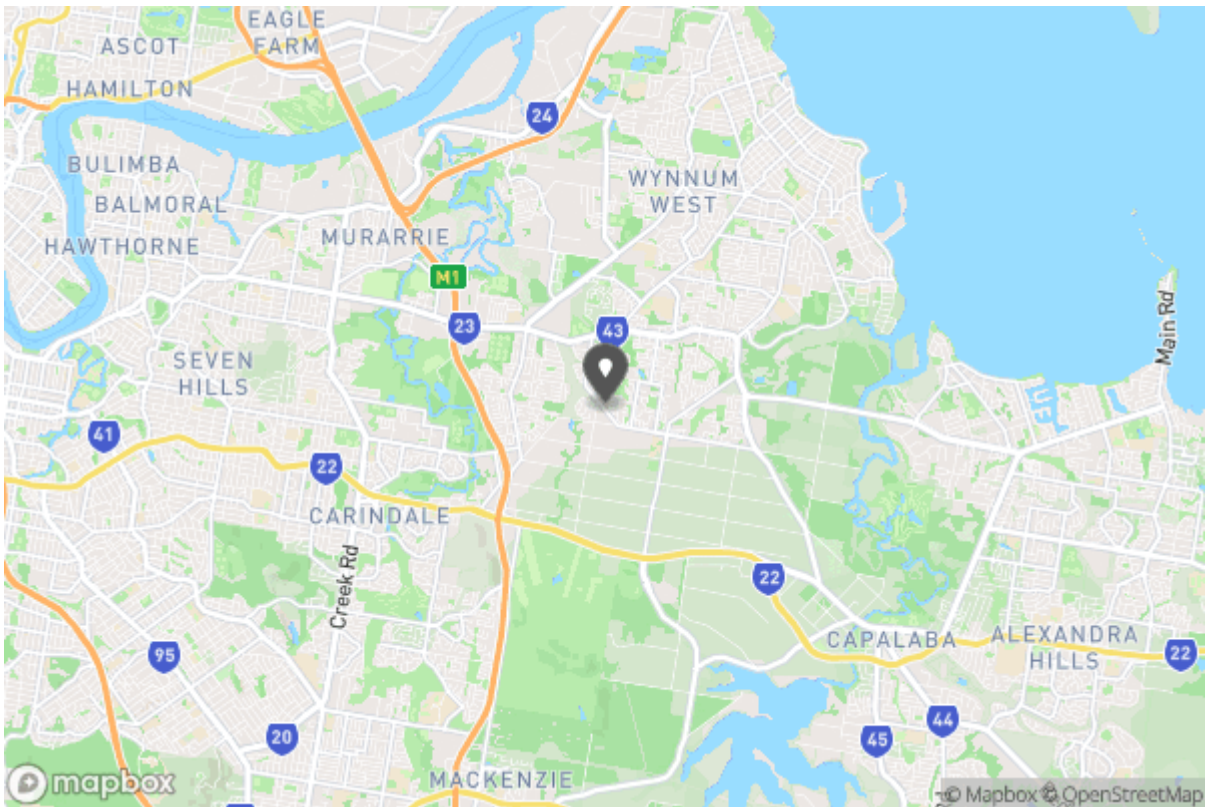 EAGLE
FARM
ASCOT
HAMILTON
24
BULIMBA
WYNNUM
WEST
BALMORAL
MURARRIE
HAWTHORNE
M1
23
43
Main Rd
SEVEN
HILLS
41
22
CARINDALE
Creek Rd
22
CAPALABA
ALEXANDRA
HILLS
22
95
20
44
45
MACKENZIE
mapbox
© Mapbox © OpenStreetMap